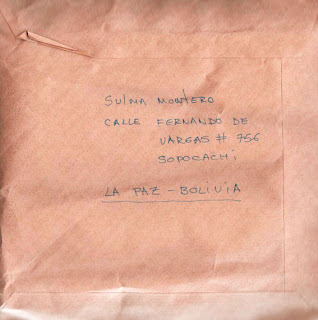 Sulma Montero
Calle Fernando de
Vargas # 756
Sopocachi
La Paz - Bolivia